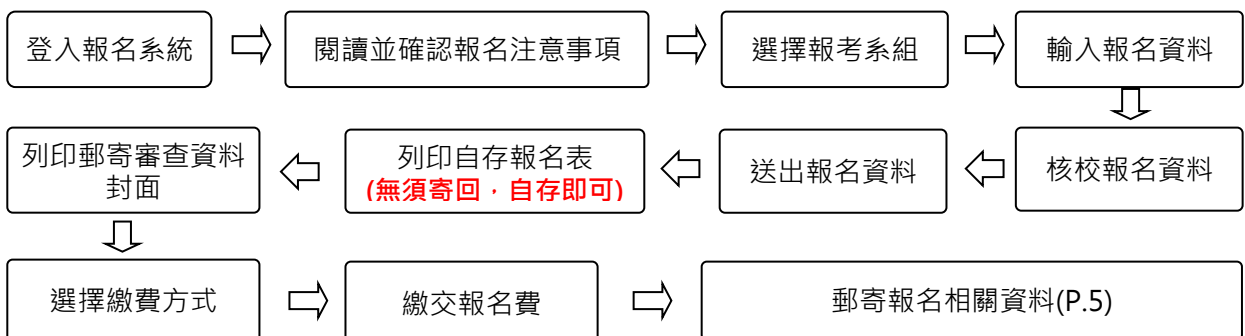 登入報名系統
閱讀並確認報名注意事項
選擇報考系組
輸入報名資料
核校報名資料
送出報名資料
列印自存報名表
(無須寄回，自存即可)
列印郵寄審查資料
封面
選擇繳費方式
繳交報名費
郵寄報名相關資料(P.5)